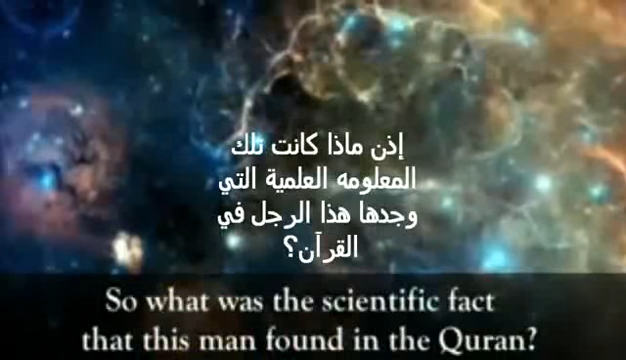 إذن ماذا كانت تلك
المعلومه العلمية التي
وجدها هذا الرجل في
القرآن؟
So what was the scientific fact
that this man found in the Quran?